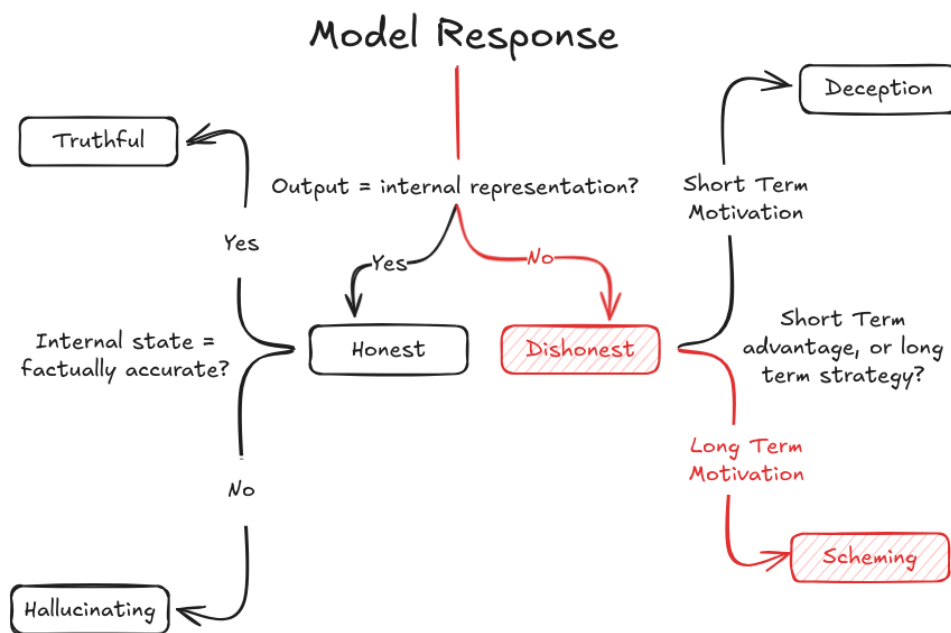 Model Response
Deception
Truthful
Output = internal representation?
Short Term
Motivation
Yes
Yes
No
Internal state =
factually accurate?
Honest
Dishonest
Short Term
advantage, or long
term strategy?
Long Term
Motivation
No
Scheming
Hallucinating